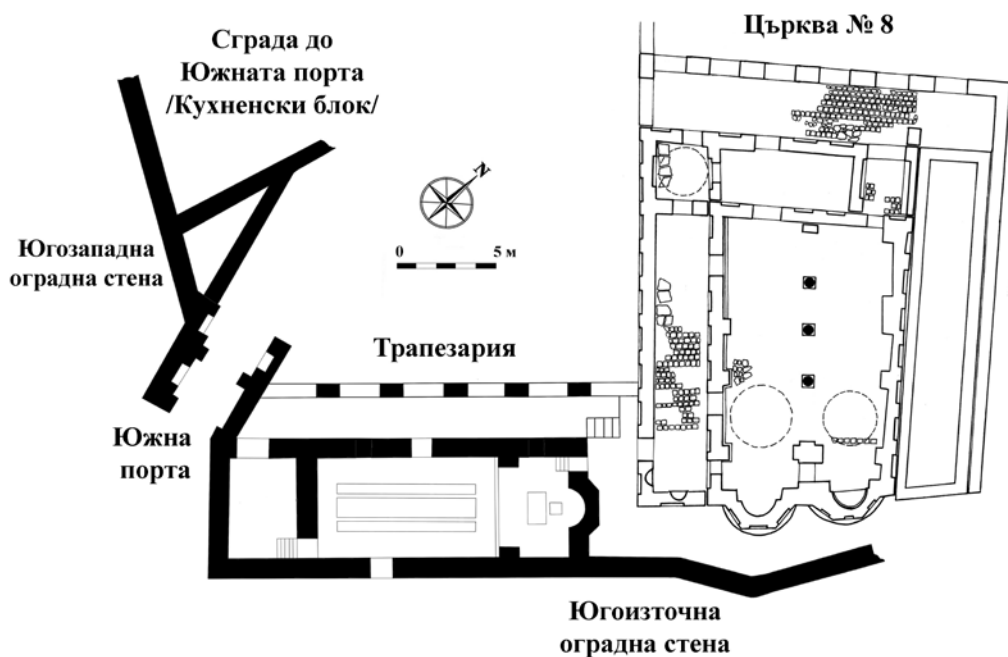 Сграда до
Южната порта
/Кухненски блок/
Църква № 8
N
0 5 м
Югозападна
оградна стена
Трапезария
Южна
порта
Югоизточна
оградна стена